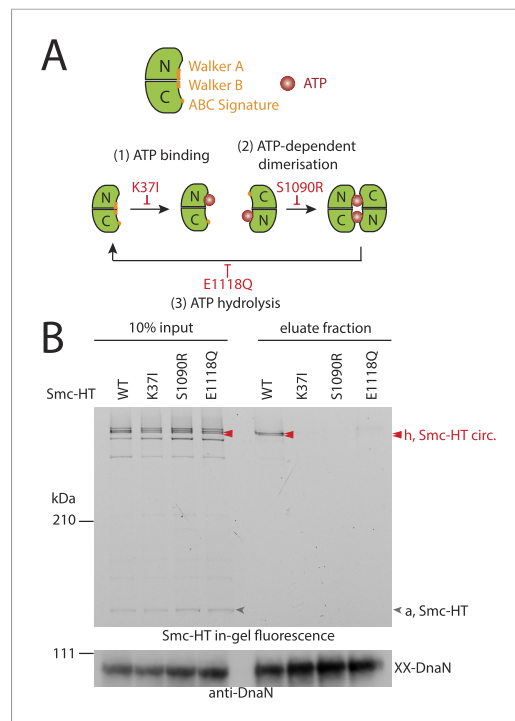 A
N
C
Walker A
Walker B
ABC Signature
ATP
(1) ATP binding
(2) ATP-dependent
dimerisation
K37I
S1090R
N
C
N
C
C
N
N
C
C
N
E1118Q
(3) ATP hydrolysis
B
10% input
eluate fraction
Smc-HT
WT
K37I
S1090R
E1118Q
WT
K37I
S1090R
E1118Q
h, Smc-HT circ.
kDa
210
a, Smc-HT
Smc-HT in-gel fluorescence
111
XX-DnaN
anti-DnaN